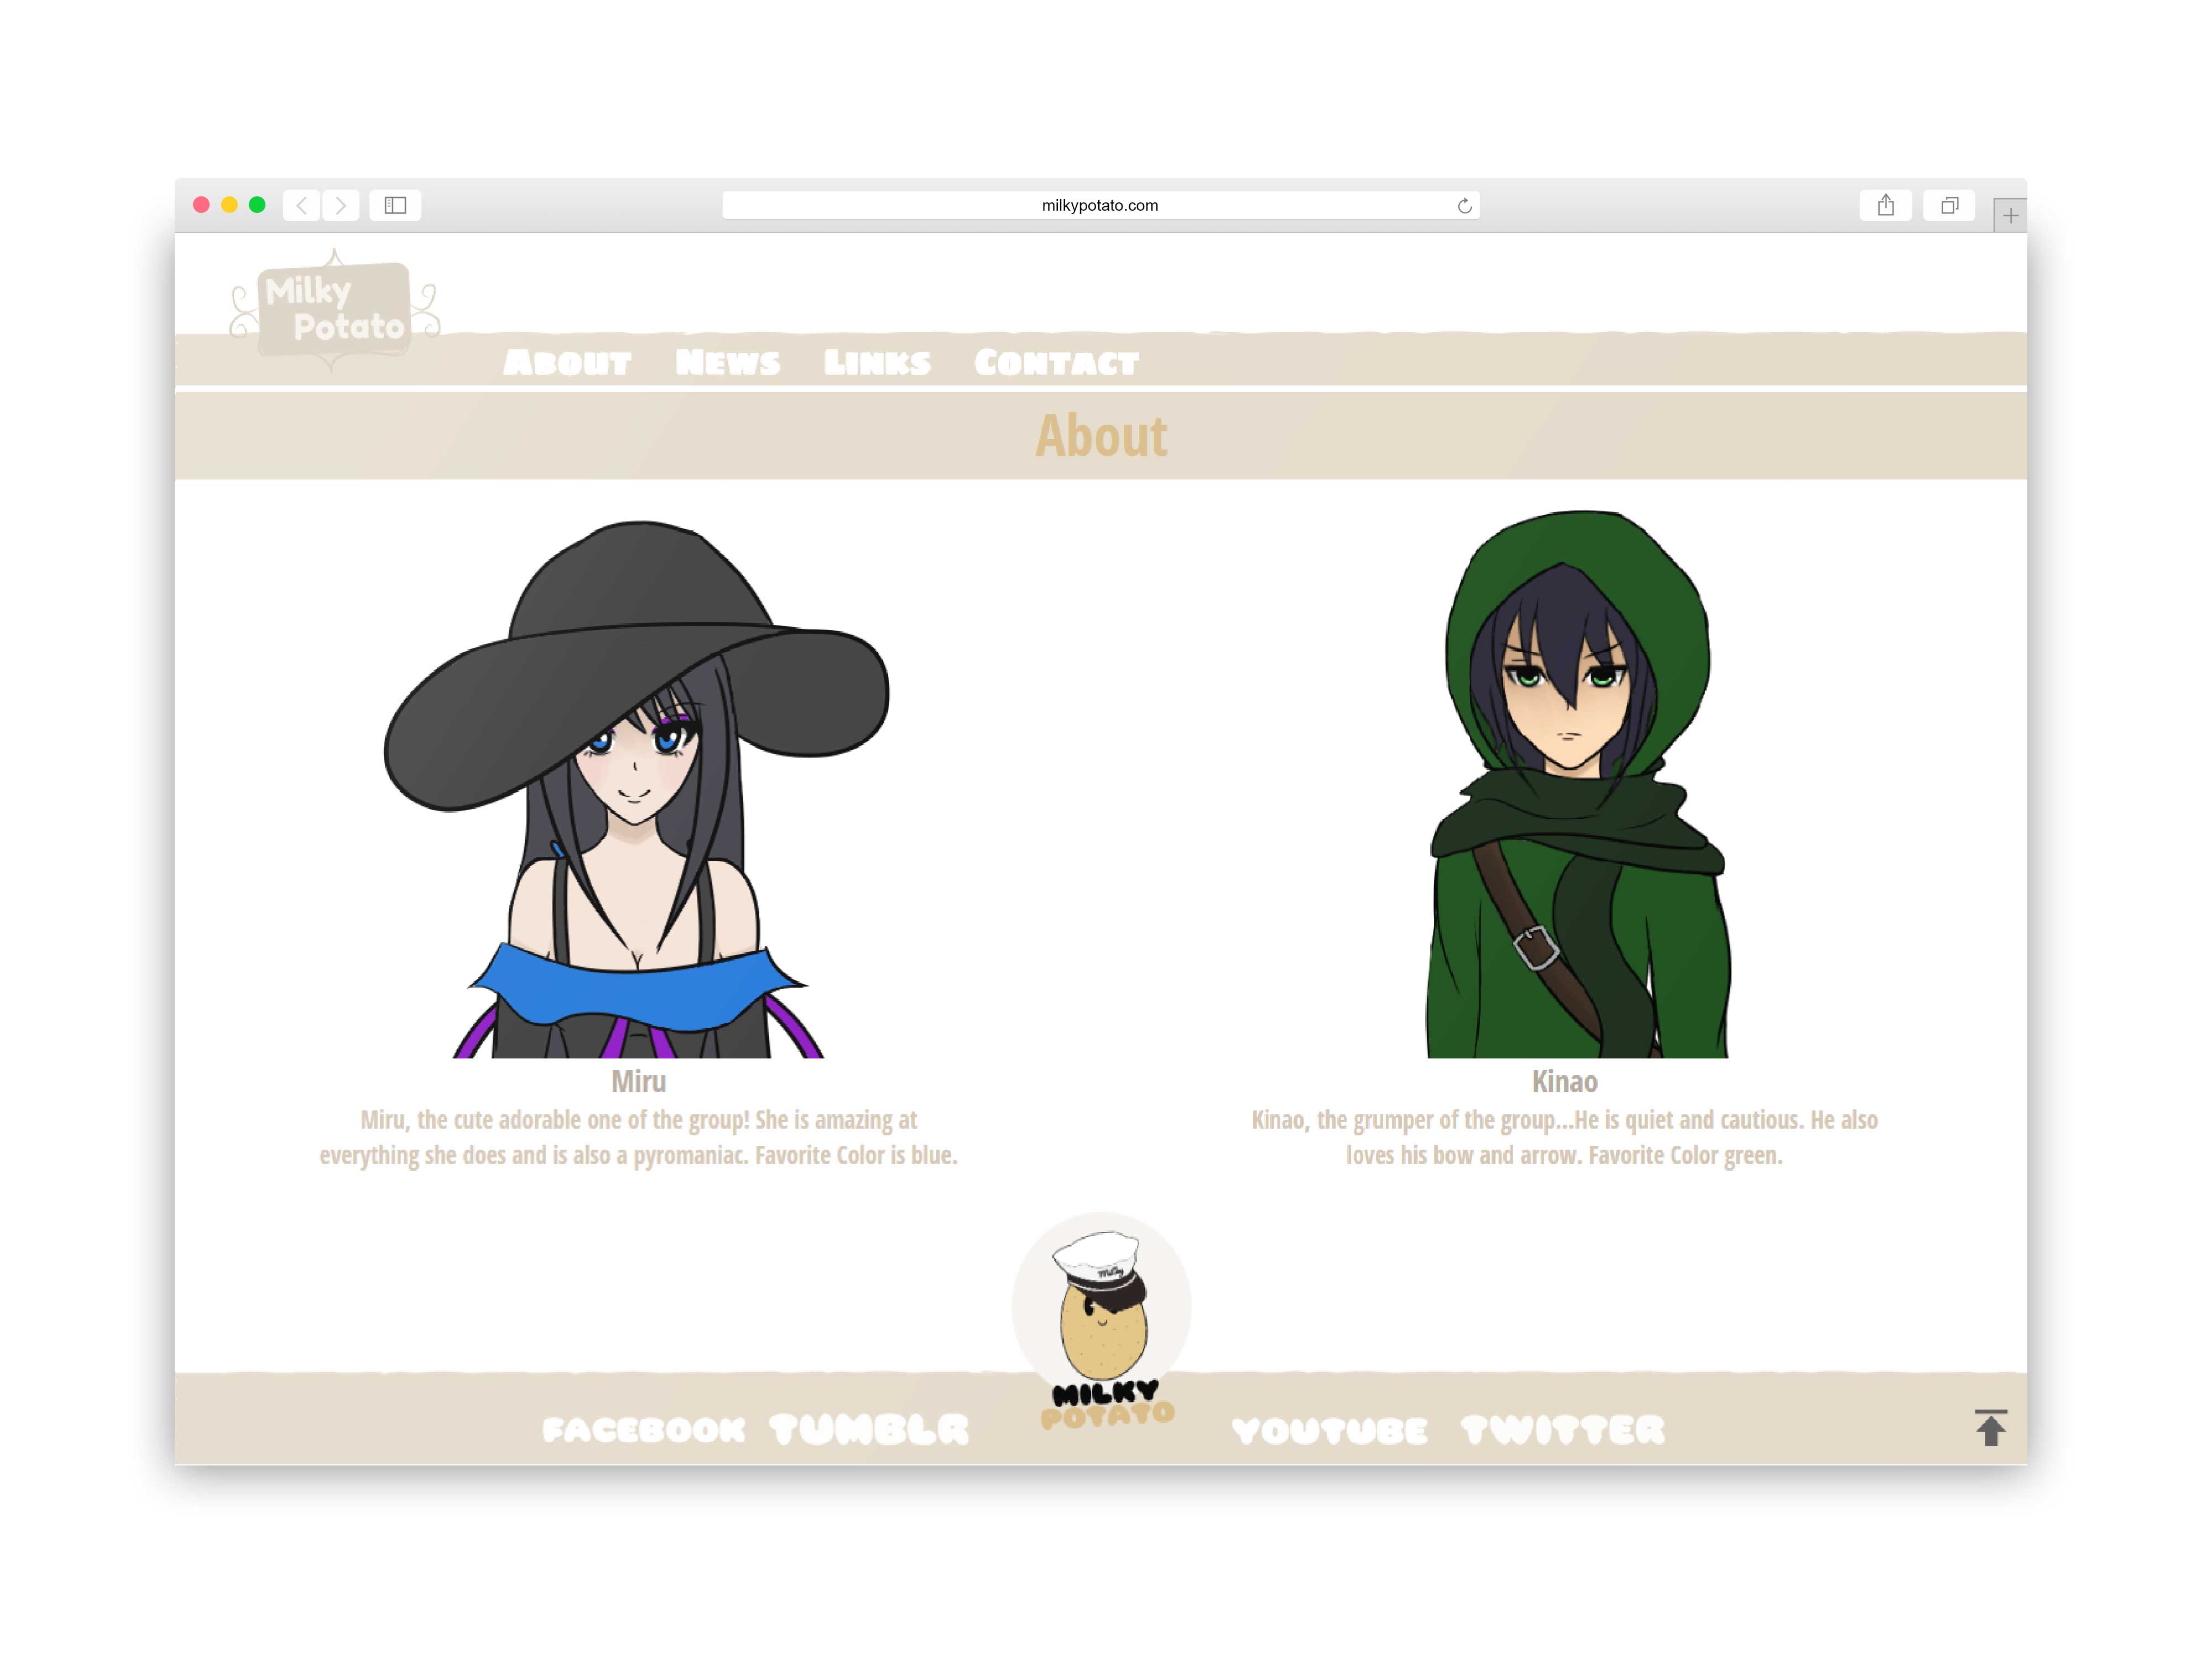 milkypotato.com
Milky
Potato
About News Links Contact
About
Miru
Miru, the cute adorable one of the group! She is amazing at
everything she does and is also a pyromaniac. Favorite Color is blue.
Kinao
Kinao, the grumper of the group...He is quiet and cautious. He also
loves his bow and arrow. Favorite Color green.
Milky
MILKY
POTATO
FACEBOOK TUMBLR YOUTUBE TWITTER